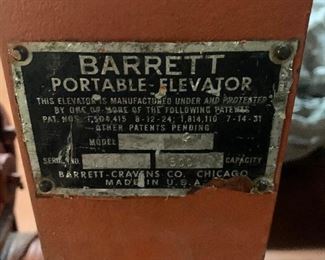 BARRETT
PORTABLE ELEVATOR
THIS ELEVATOR IS MANUFACTURED UNDER AND PROTECTED
BY ONE OR MORE OF THE FOLLOWING PATENTS
PAT. NOS. 1,504,415 8-12-24; 1,814,110 7-14-31
OTHER PATENTS PENDING
MODEL
SERIAL NO. CAPACITY
BARRETT-CRAVENS CO. CHICAGO
MADE IN U.S.A.